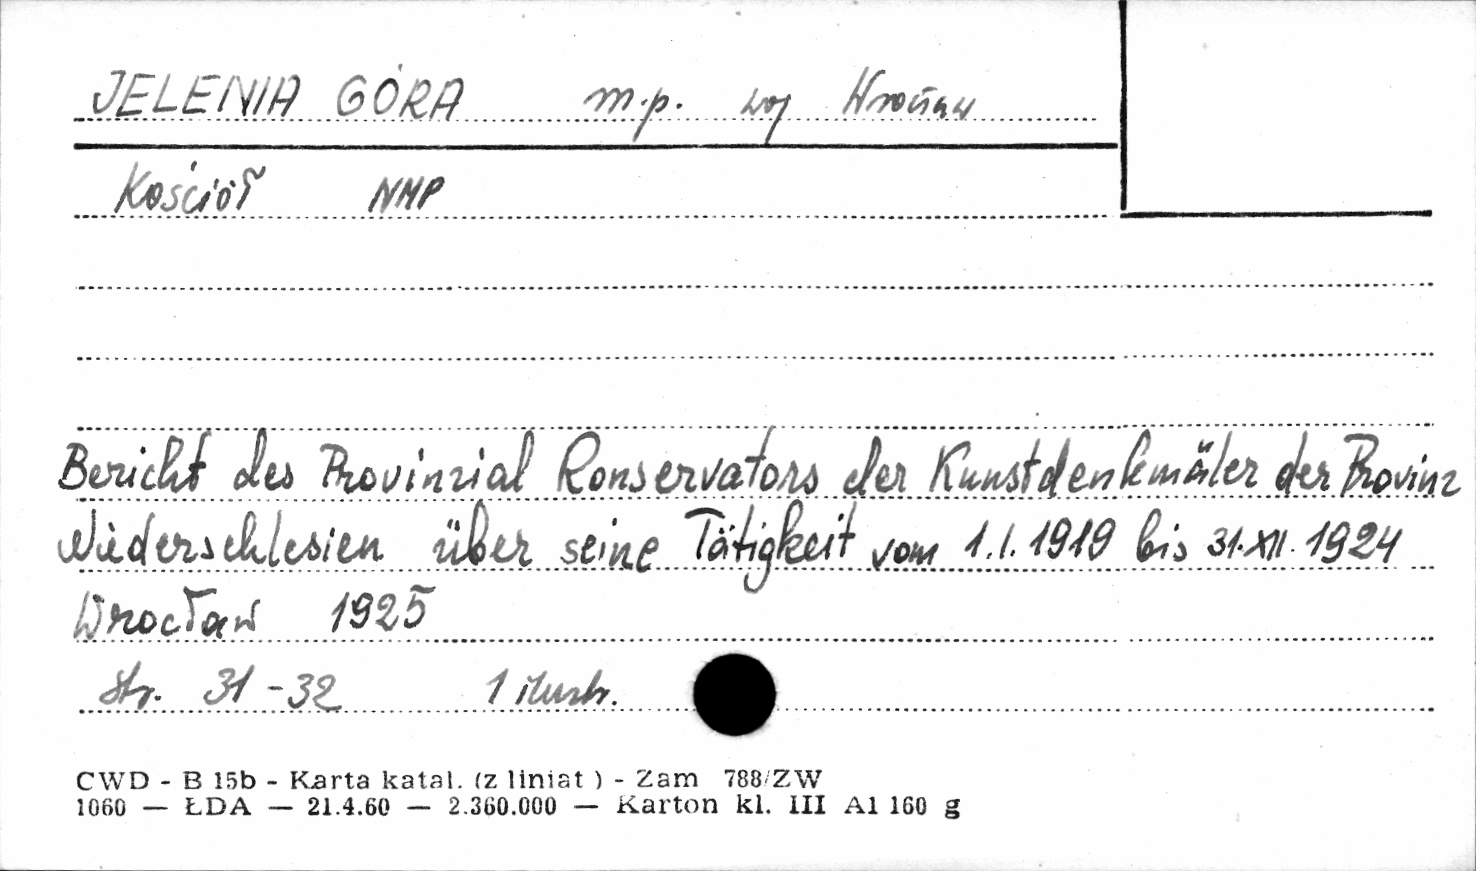 JELENIA GÓRA m.p. woj Wrocław
Kościół NMP
Bericht des Provinzial Konservators der Kunstdenkmäler der Provinz
Niederschlesien über seine Tätigkeit vom 1.I.1919 bis 31.XII.1924
Wrocław 1925
str. 31-32 1 ilustr.
CWD - B 15b - Karta katal. (z liniat ) - Zam 788/ZW
1060 — ŁDA — 21.4.60 — 2.360.000 — Karton kl. III A1 160 g